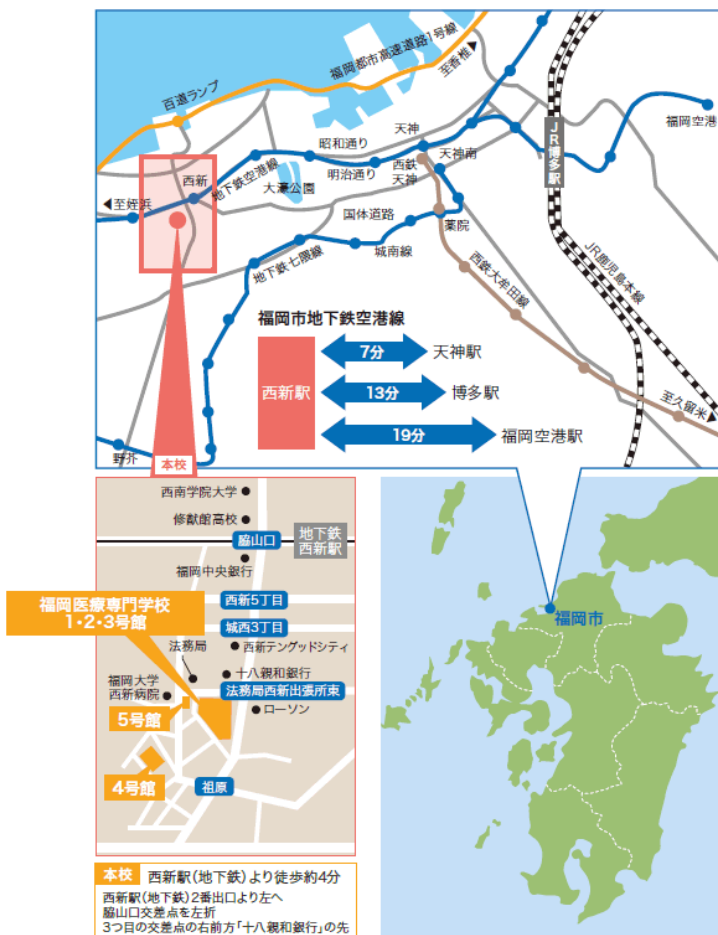 福岡都市高速道路1号線
至香椎▶
百道ランプ
福岡空港
天神
昭和通り
JR博多駅
天神南
西鉄
天神
明治通り
西新
地下鉄空港線
大濠公園
◀至姪浜
国体道路
薬院
城南線
地下鉄七隈線
西鉄大牟田線
JR鹿児島本線
福岡市地下鉄空港線
西新駅
7分
天神駅
13分
博多駅
19分
福岡空港駅
至久留米▶
野芥
本校
西南学院大学
修猷館高校
脇山口
地下鉄
西新駅
福岡中央銀行
西新5丁目
福岡医療専門学校
1・2・3号館
城西3丁目
法務局
西新テングッドシティ
十八親和銀行
福岡大学
西新病院
法務局西新出張所東
ローソン
5号館
4号館
祖原
福岡市
本校 西新駅(地下鉄)より徒歩約4分
西新駅(地下鉄)2番出口より左へ
脇山口交差点を左折
3つ目の交差点の右前方「十八親和銀行」の先